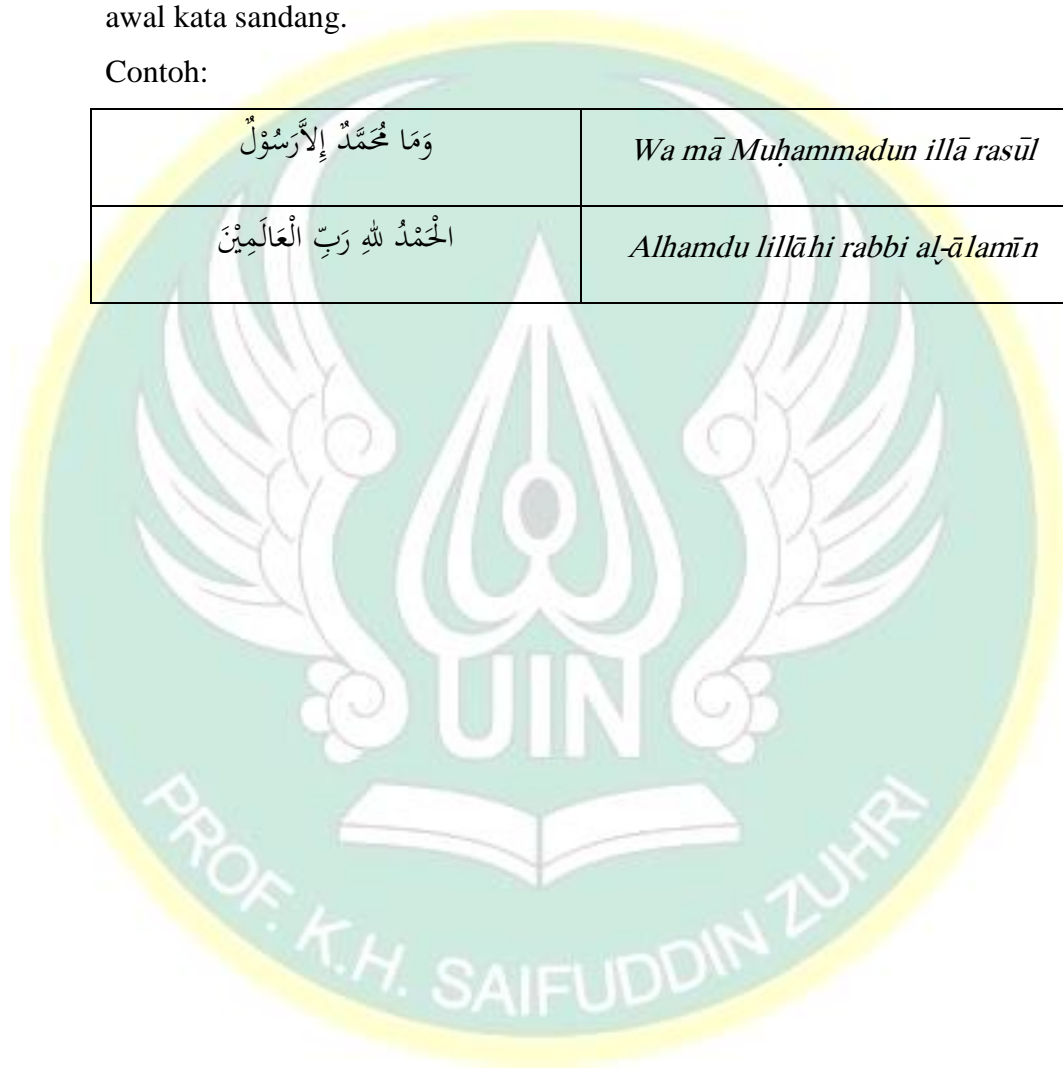 awal kata sandang.
Contoh:
وَمَا مُحَمَّدٌ إِلاَّرَسُوْلٌ
Wa mā Muḥammadun illā rasūl
الْحَمْدُ للهِ رَبِّ الْعَالَمِيْنَ
Alhamdu lillāhi rabbi al-̬ālamīn
UIN
PROF. K.H. SAIFUDDIN ZUHRI